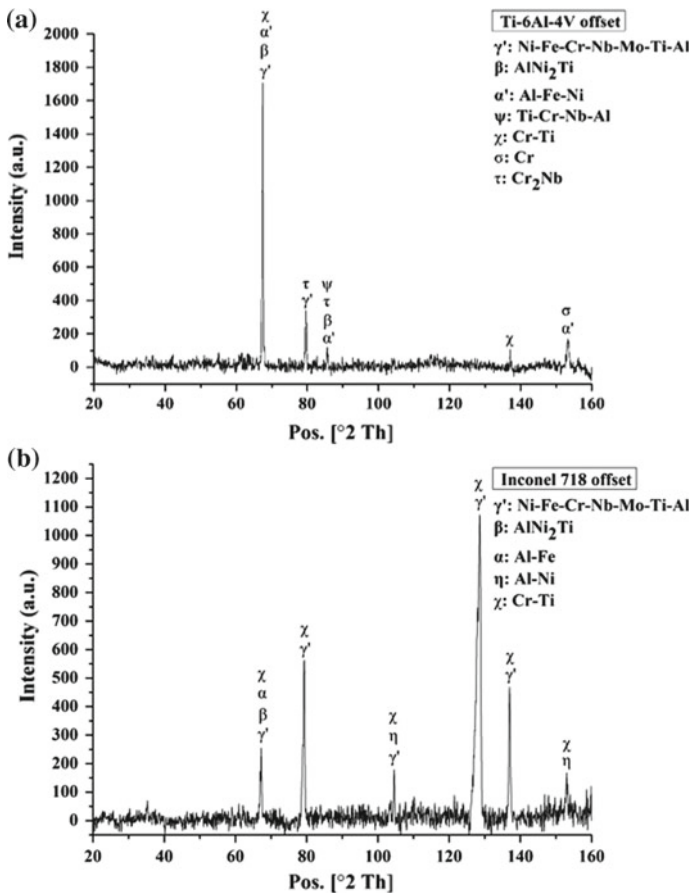 (a)
Ti-6Al-4V offset
γ': Ni-Fe-Cr-Nb-Mo-Ti-Al
β: AlNi₂Ti
α': Al-Fe-Ni
ψ: Ti-Cr-Nb-Al
χ: Cr-Ti
σ: Cr
τ: Cr₂Nb
Intensity (a.u.)
2000
1800
1600
1400
1200
1000
800
600
400
200
0
χ
α'
β
γ'
τ
γ'
ψ
τ
β
α'
χ
σ
α'
20 40 60 80 100 120 140 160
Pos. [°2 Th]
(b)
Inconel 718 offset
γ': Ni-Fe-Cr-Nb-Mo-Ti-Al
β: AlNi₂Ti
α: Al-Fe
η: Al-Ni
χ: Cr-Ti
Intensity (a.u.)
1200
1100
1000
900
800
700
600
500
400
300
200
100
0
χ
α
β
γ'
χ
γ'
χ
η
γ'
χ
γ'
χ
γ'
χ
η
20 40 60 80 100 120 140 160
Pos. [°2 Th]